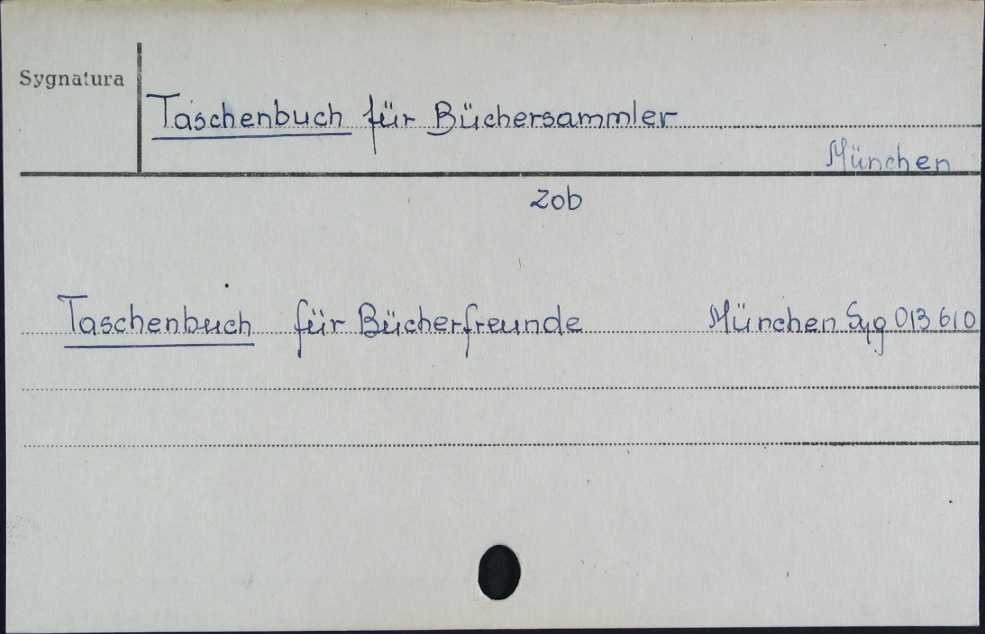 Sygnatura
Taschenbuch für Büchersammler
München
zob
Taschenbuch für Bücherfreunde München Syg 013 610